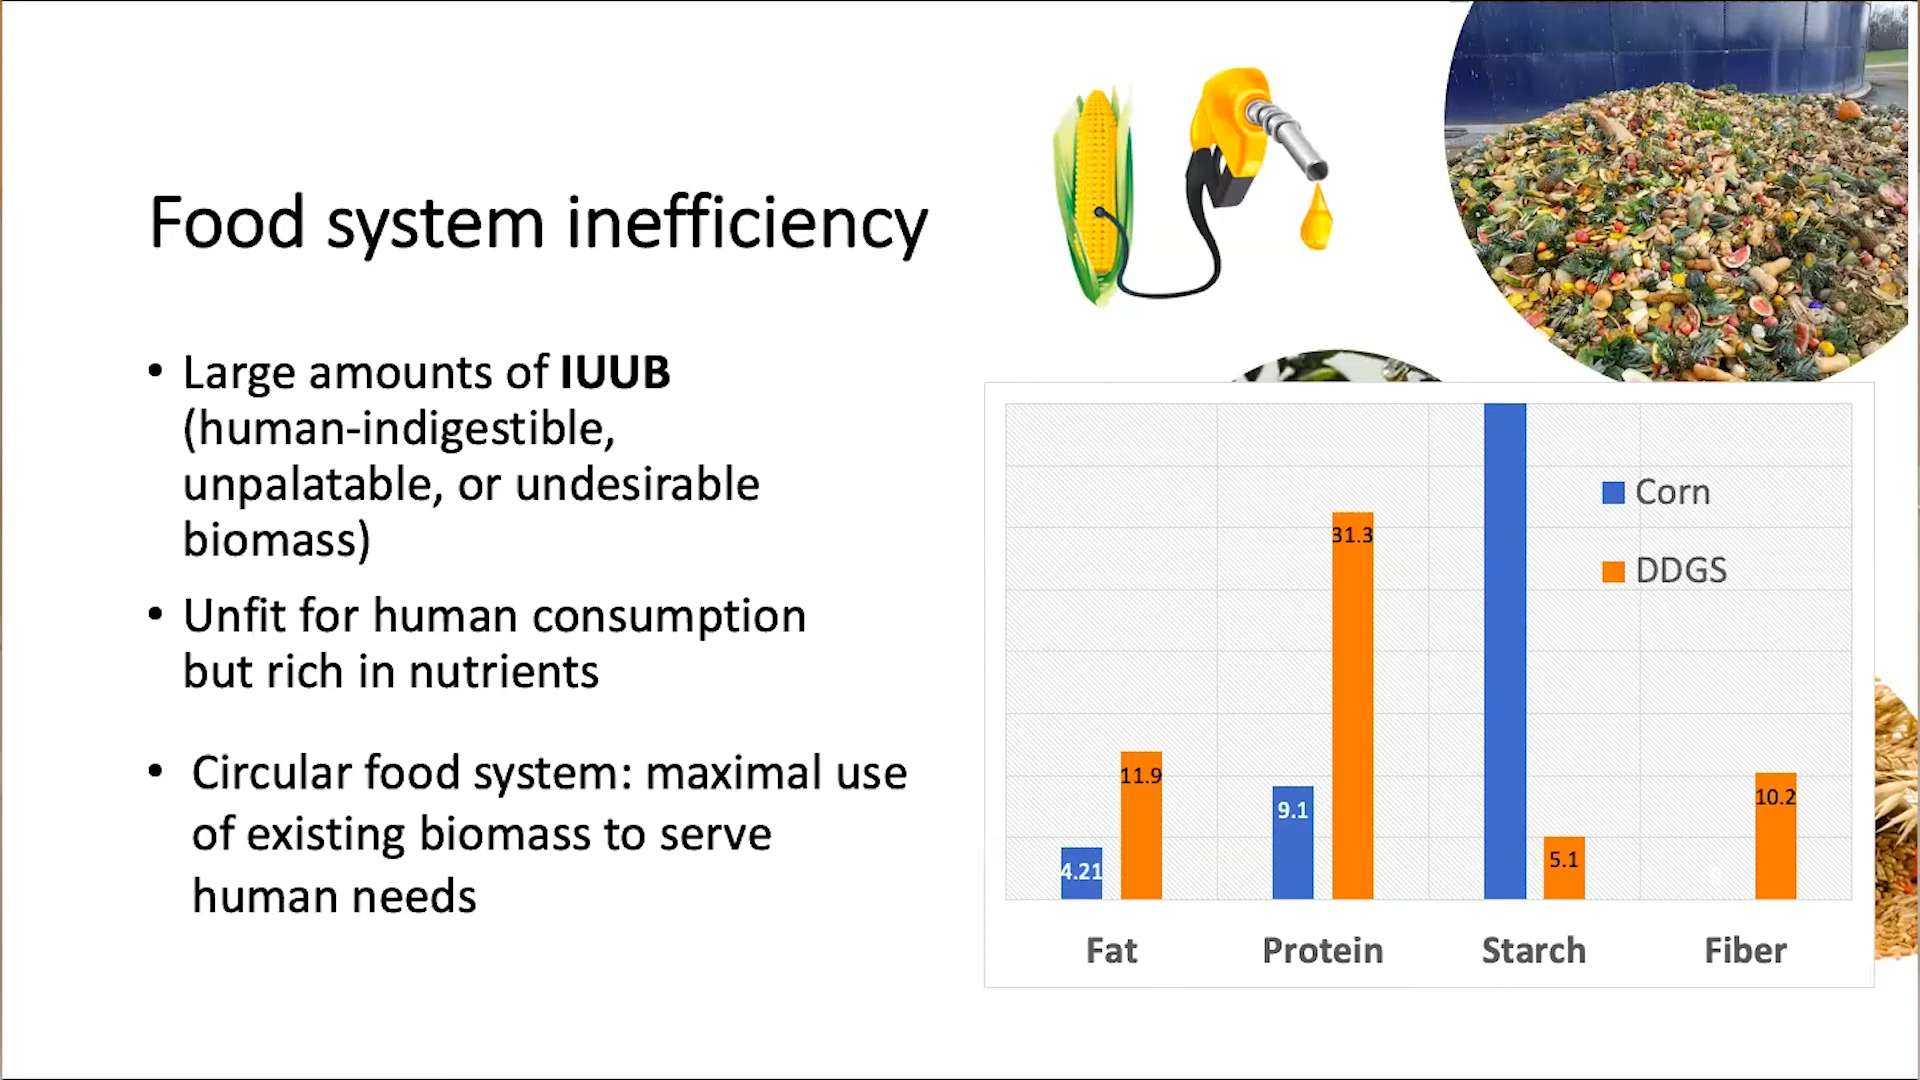 Food system inefficiency
• Large amounts of IUUB
(human-indigestible,
unpalatable, or undesirable
biomass)
• Unfit for human consumption
but rich in nutrients
• Circular food system: maximal use
of existing biomass to serve
human needs
Corn
DDGS
4.21
11.9
9.1
31.3
5.1
10.2
Fat
Protein
Starch
Fiber